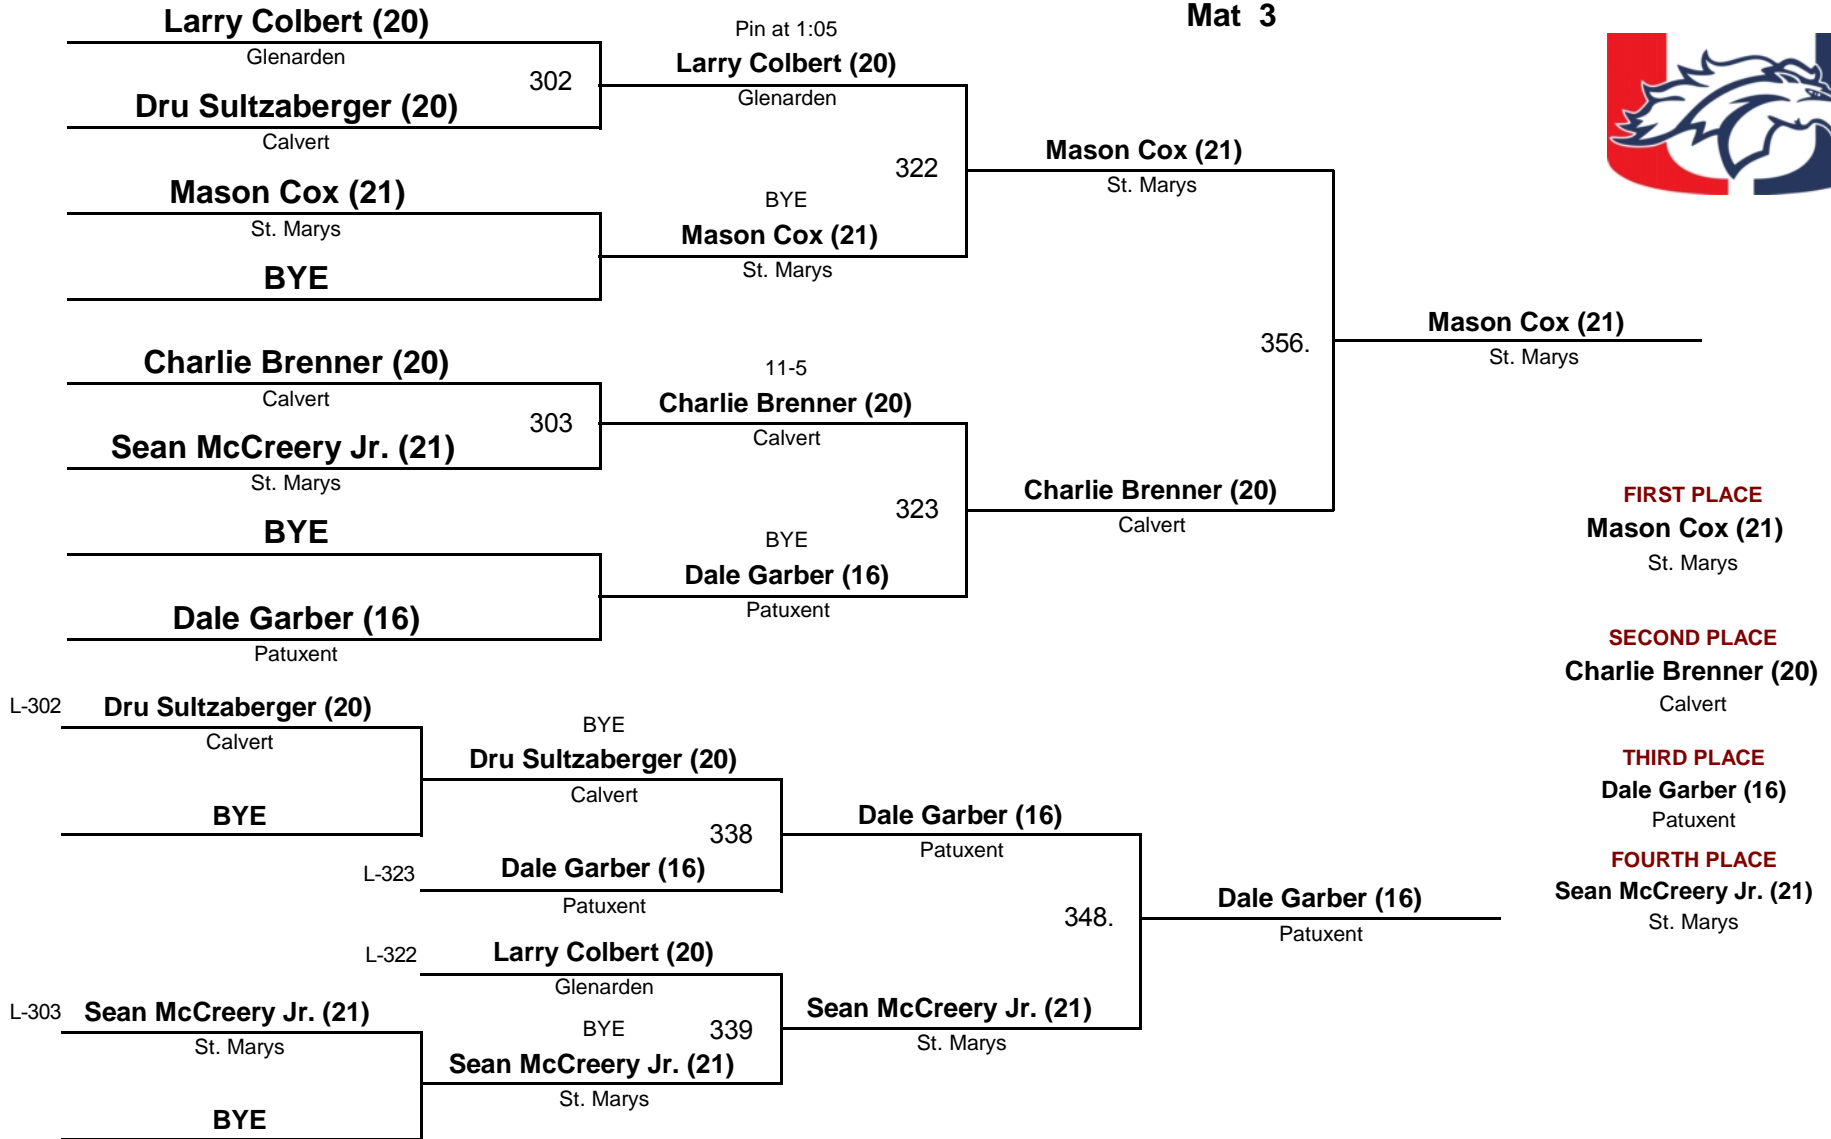 Mat 3
Larry Colbert (20)
Glenarden
302
Dru Sultzaberger (20)
Calvert
Mason Cox (21)
St. Marys
BYE
Charlie Brenner (20)
Calvert
303
Sean McCreery Jr. (21)
St. Marys
BYE
Dale Garber (16)
Patuxent
Pin at 1:05
Larry Colbert (20)
Glenarden
322
BYE
Mason Cox (21)
St. Marys
11-5
Charlie Brenner (20)
Calvert
323
BYE
Dale Garber (16)
Patuxent
Mason Cox (21)
St. Marys
356.
Charlie Brenner (20)
Calvert
Mason Cox (21)
St. Marys
L-302
Dru Sultzaberger (20)
Calvert
BYE
BYE
Dru Sultzaberger (20)
Calvert
338
L-323
Dale Garber (16)
Patuxent
L-322
Larry Colbert (20)
Glenarden
L-303
Sean McCreery Jr. (21)
St. Marys
BYE
BYE
339
Sean McCreery Jr. (21)
St. Marys
Dale Garber (16)
Patuxent
348.
Sean McCreery Jr. (21)
St. Marys
Dale Garber (16)
Patuxent
FIRST PLACE
Mason Cox (21)
St. Marys
SECOND PLACE
Charlie Brenner (20)
Calvert
THIRD PLACE
Dale Garber (16)
Patuxent
FOURTH PLACE
Sean McCreery Jr. (21)
St. Marys